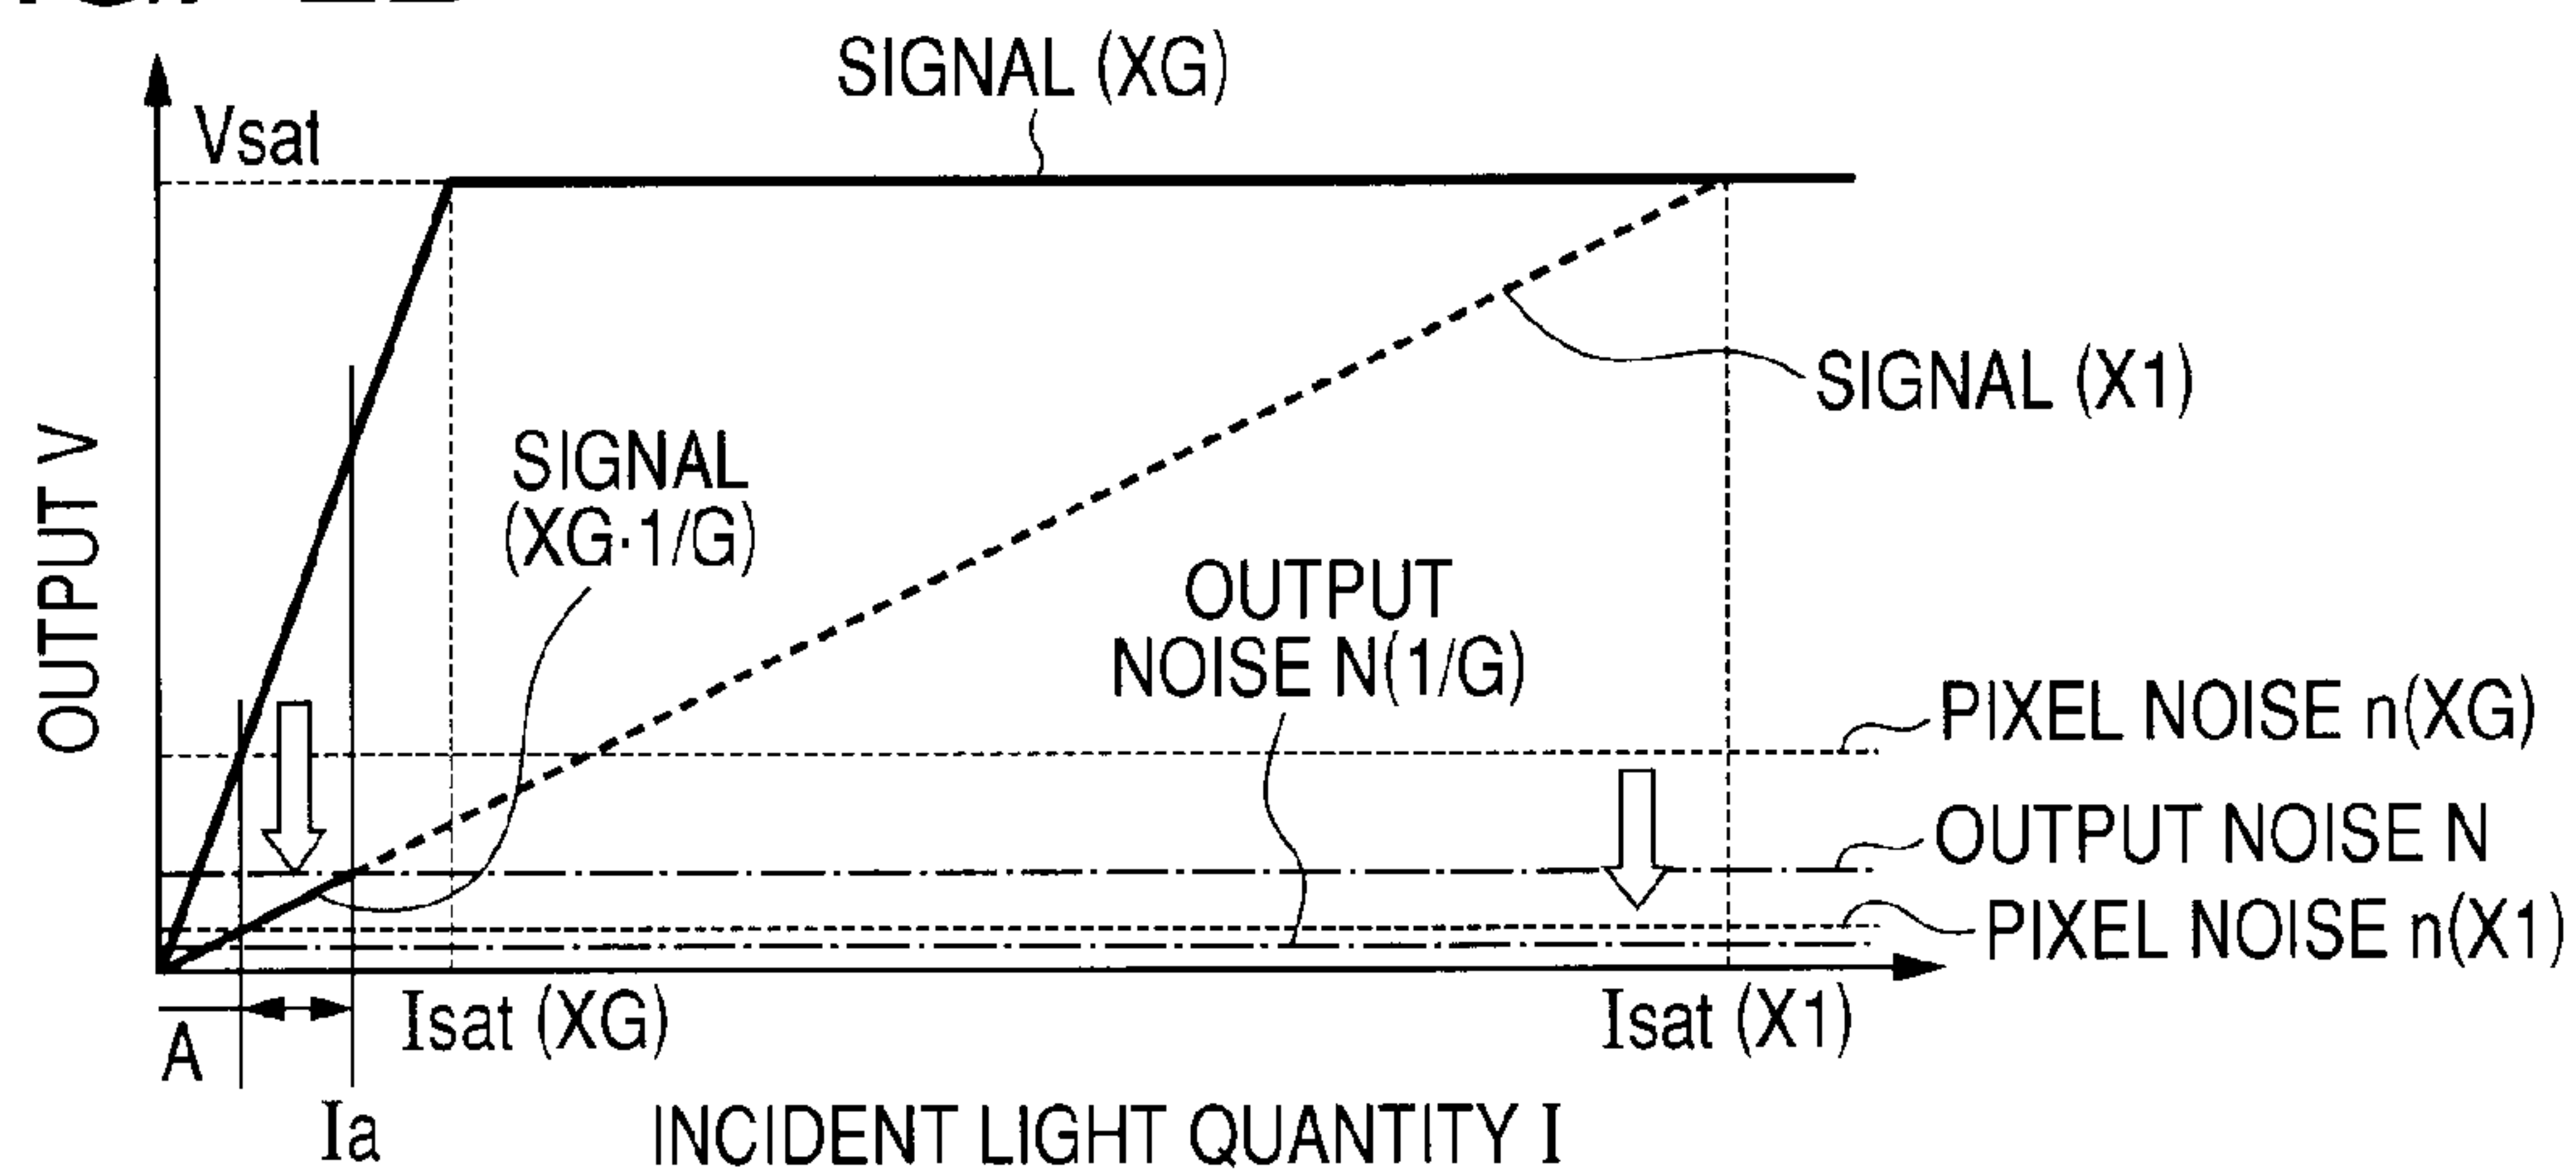 SIGNAL (XG)
Vsat
SIGNAL (X1)
OUTPUT V
SIGNAL
(XG·1/G)
OUTPUT
NOISE N(1/G)
PIXEL NOISE n(XG)
OUTPUT NOISE N
PIXEL NOISE n(X1)
A
Isat (XG)
Isat (X1)
Ia
INCIDENT LIGHT QUANTITY I